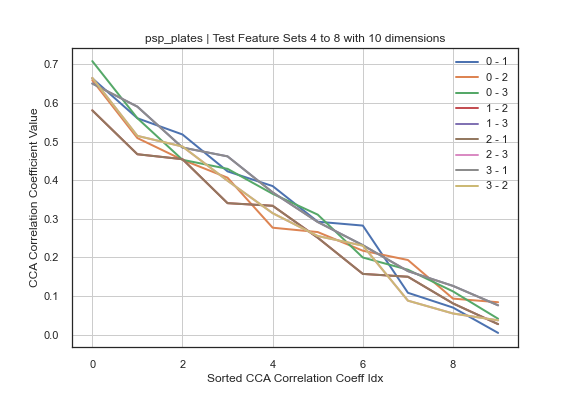 psp_plates | Test Feature Sets 4 to 8 with 10 dimensions
CCA Correlation Coefficient Value
0.7
0.6
0.5
0.4
0.3
0.2
0.1
0.0
0 - 1
0 - 2
0 - 3
1 - 2
1 - 3
2 - 1
2 - 3
3 - 1
3 - 2
0 2 4 6 8
Sorted CCA Correlation Coeff Idx